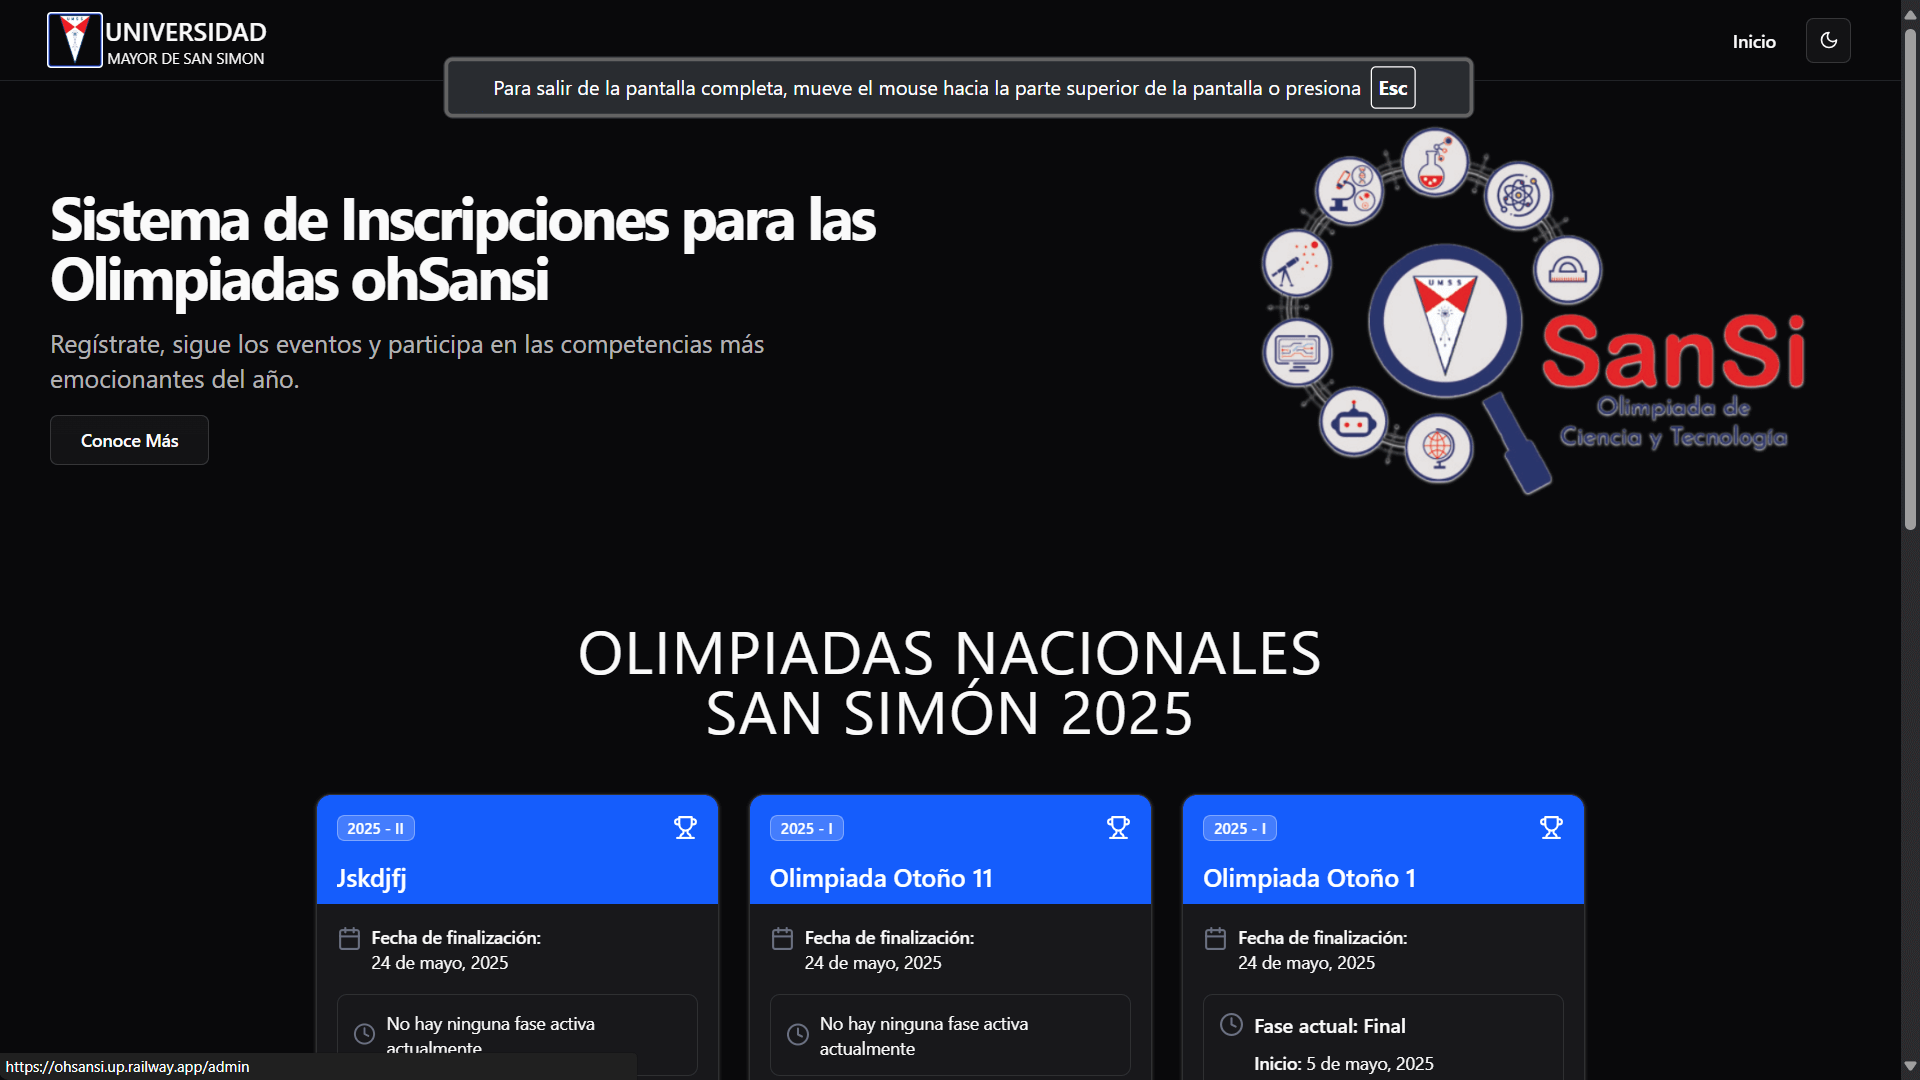 UNIVERSIDAD
MAYOR DE SAN SIMON
Inicio
Para salir de la pantalla completa, mueve el mouse hacia la parte superior de la pantalla o presiona Esc
Sistema de Inscripciones para las
Olimpiadas ohSansi
Regístrate, sigue los eventos y participa en las competencias más
emocionantes del año.
Conoce Más
UMSS
SanSi
Olimpiada de
Ciencia y Tecnología
OLIMPIADAS NACIONALES
SAN SIMÓN 2025
2025 - II
Jskdjfj
Fecha de finalización:
24 de mayo, 2025
No hay ninguna fase activa
actualmente
2025 - I
Olimpiada Otoño 11
Fecha de finalización:
24 de mayo, 2025
No hay ninguna fase activa
actualmente
2025 - I
Olimpiada Otoño 1
Fecha de finalización:
24 de mayo, 2025
Fase actual: Final
Inicio: 5 de mayo, 2025
https://ohsansi.up.railway.app/admin